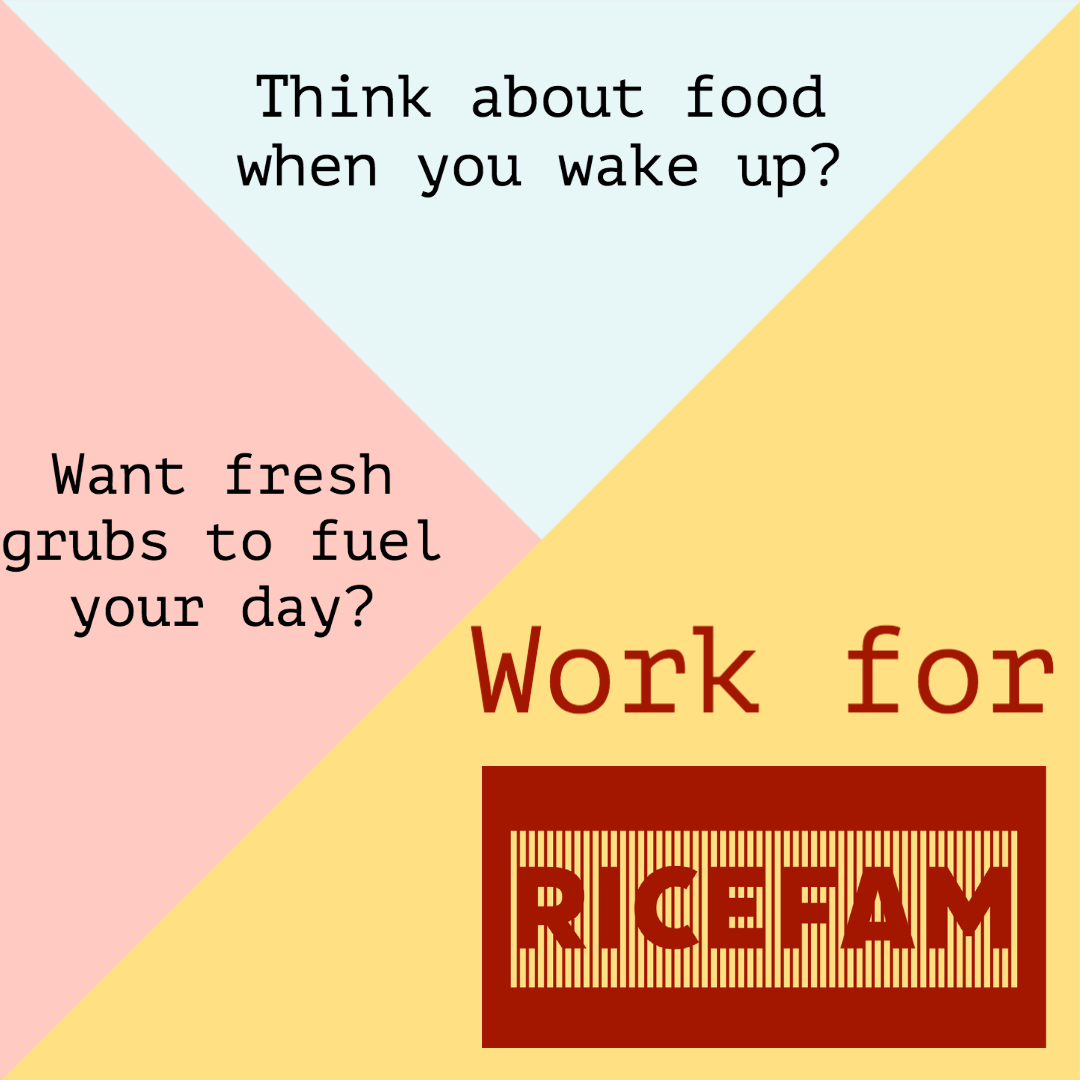 Think about food
when you wake up?
Want fresh
grubs to fuel
your day?
Work for
RICEFAM